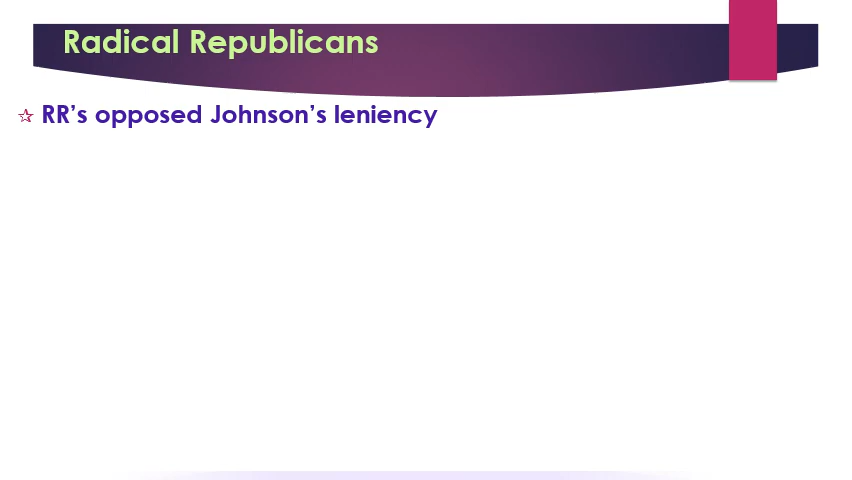 Radical Republicans
☆ RR’s opposed Johnson’s leniency